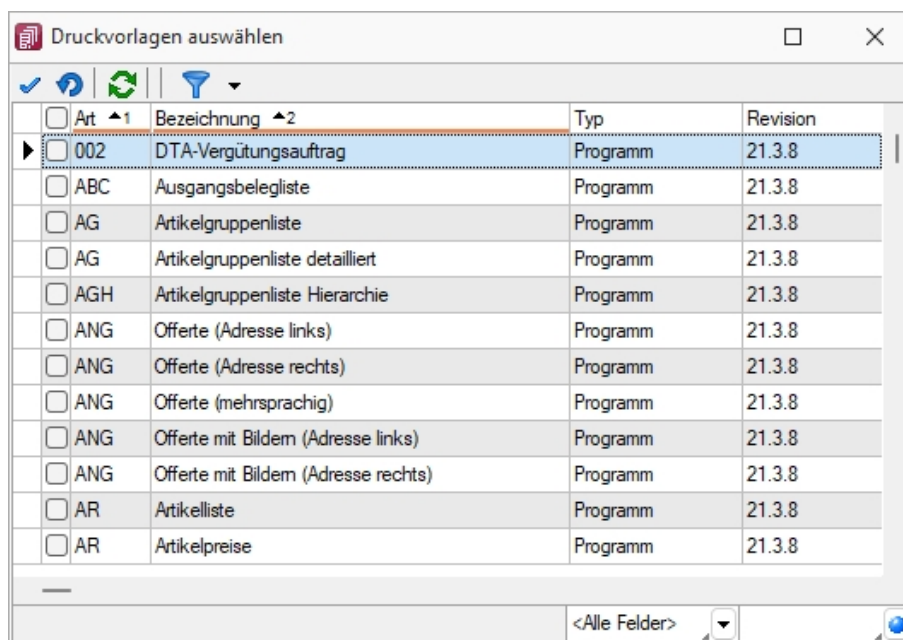 Druckvorlagen auswählen
Art 1 Bezeichnung 2 Typ Revision
002 DTA-Vergütungsauftrag Programm 21.3.8
ABC Ausgangsbelegliste Programm 21.3.8
AG Artikelgruppenliste Programm 21.3.8
AG Artikelgruppenliste detailliert Programm 21.3.8
AGH Artikelgruppenliste Hierarchie Programm 21.3.8
ANG Offerte (Adresse links) Programm 21.3.8
ANG Offerte (Adresse rechts) Programm 21.3.8
ANG Offerte (mehrsprachig) Programm 21.3.8
ANG Offerte mit Bildern (Adresse links) Programm 21.3.8
ANG Offerte mit Bildern (Adresse rechts) Programm 21.3.8
AR Artikelliste Programm 21.3.8
AR Artikelpreise Programm 21.3.8
<Alle Felder>